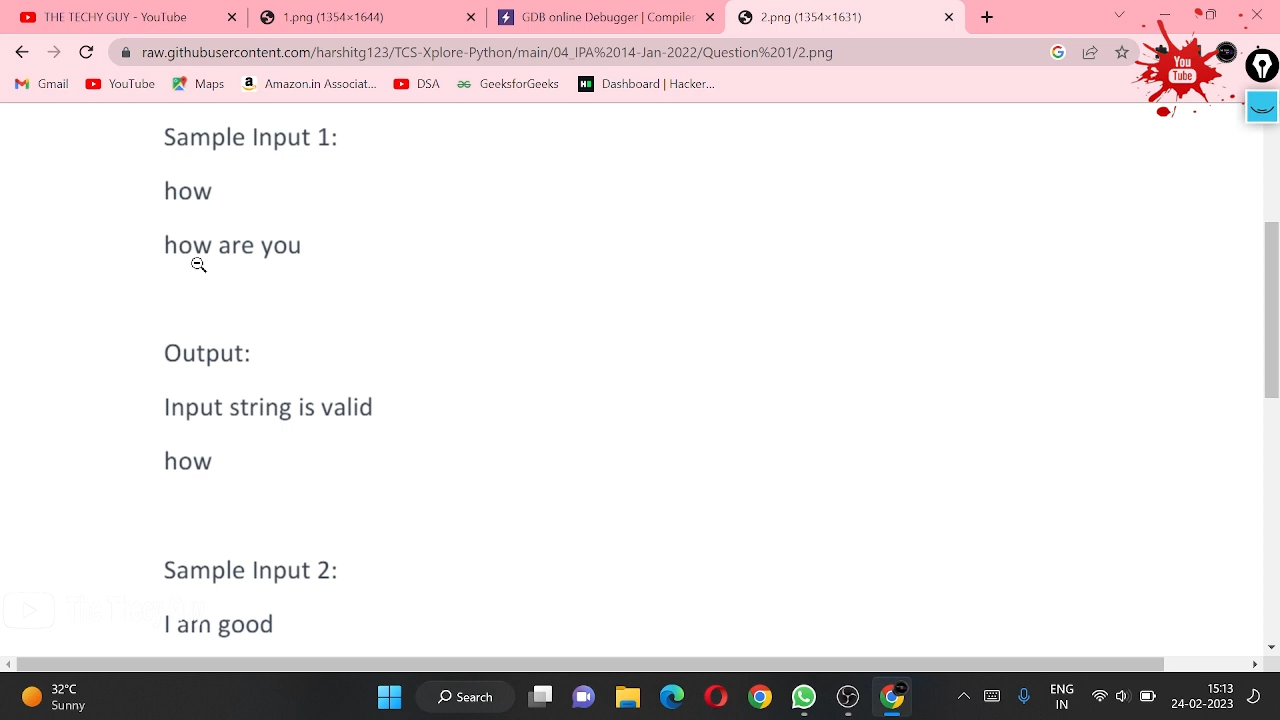 THE TECHY GUY - YouTube
1.png (1354×1644)
GDB online Debugger | Compiler
2.png (1354×1631)
raw.githubusercontent.com/harshitg123/TCS-Xplore-Python/main/04_IPA%2014-Jan-2022/Question%201/2.png
You
Tube
Gmail
YouTube
Maps
Amazon.in Associat...
DSA
GeeksforGeeks
Dashboard | Hacker...
Sample Input 1:
how
how are you
Output:
Input string is valid
how
Sample Input 2:
I am good
32°C
Sunny
Search
ENG
IN
15:13
24-02-2023